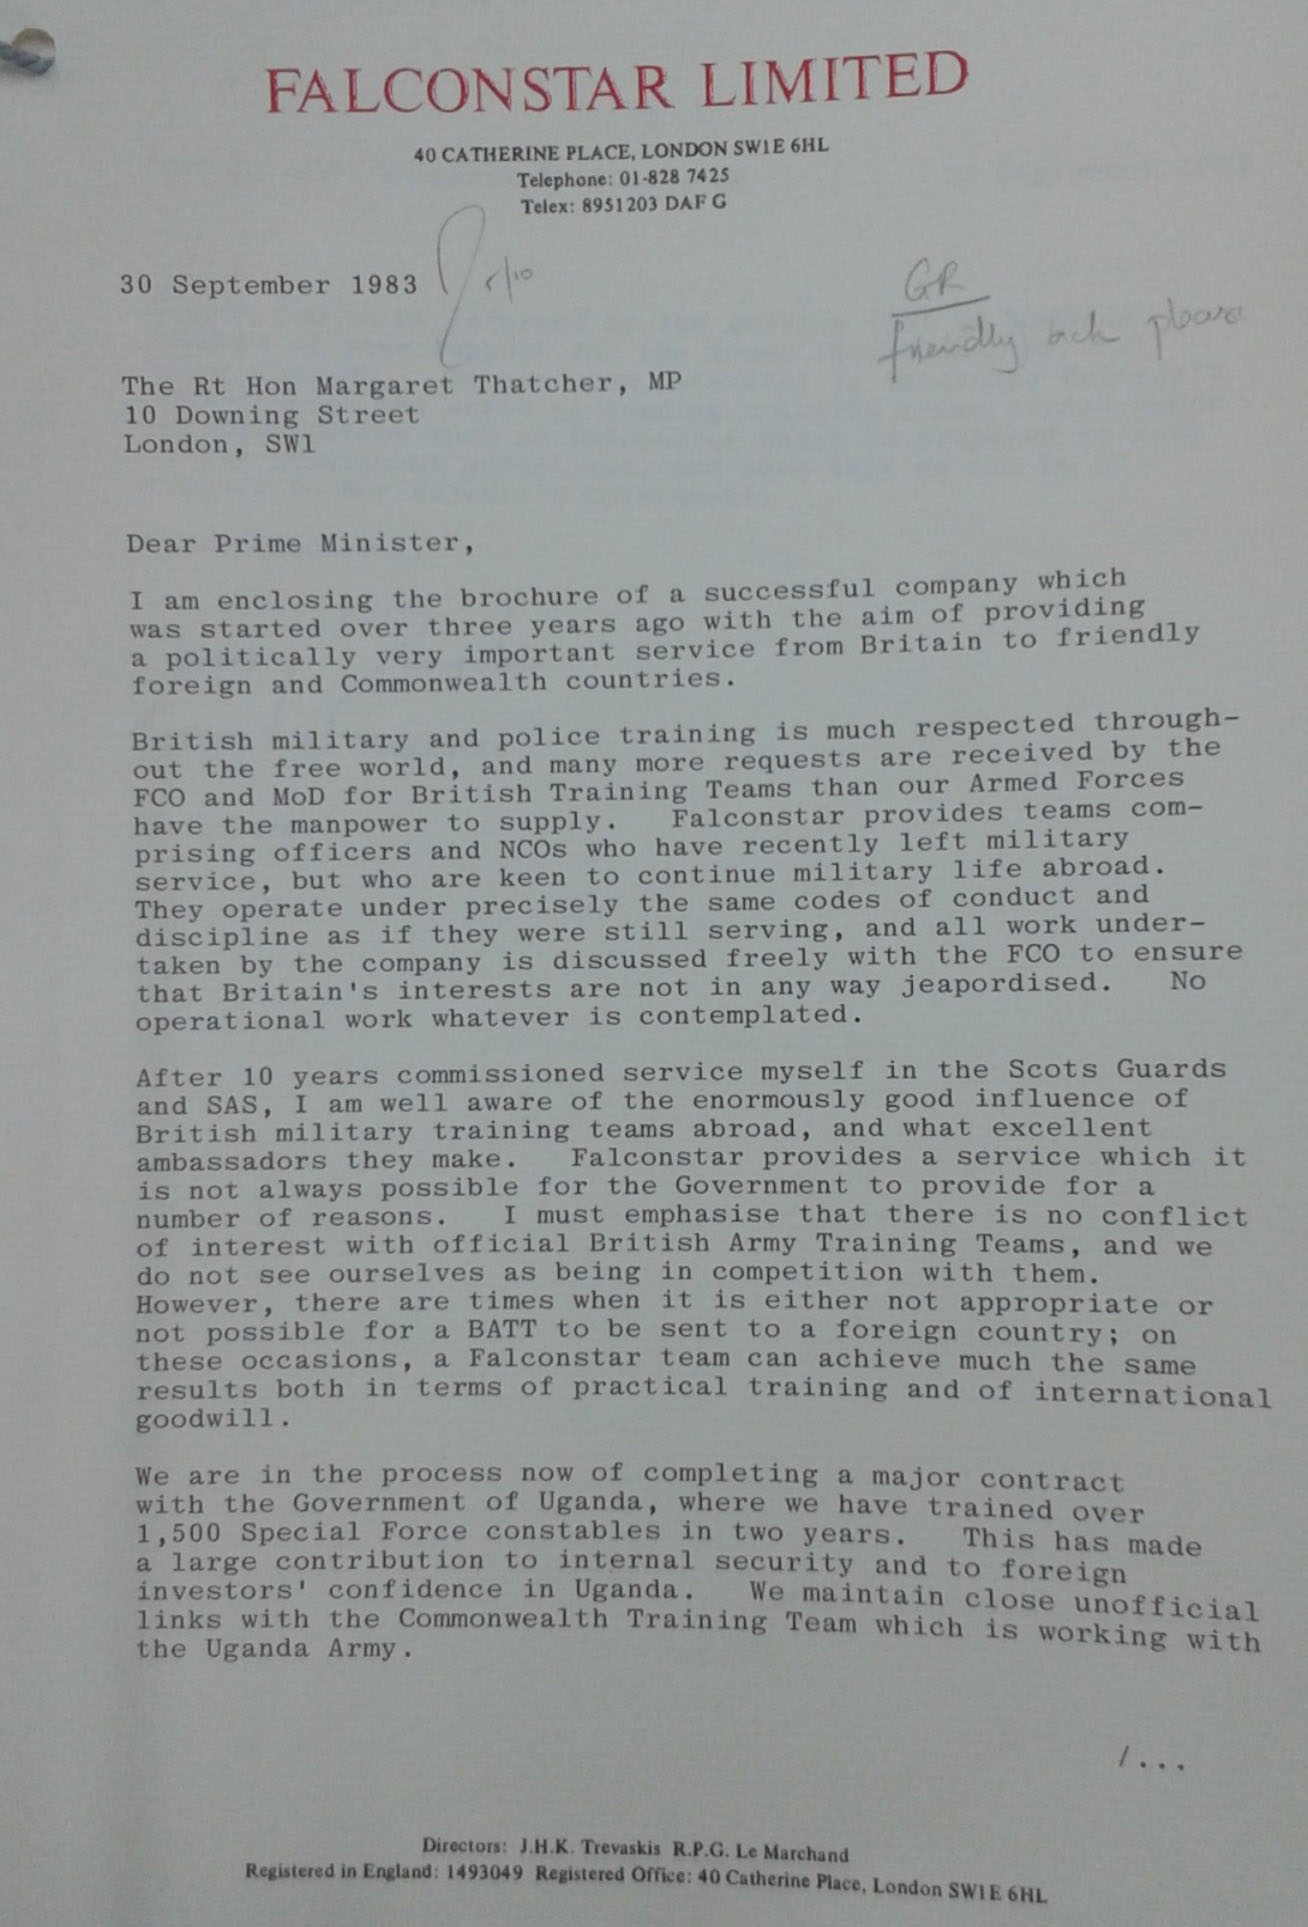 FALCONSTAR LIMITED
40 CATHERINE PLACE, LONDON SW1E 6HL
Telephone: 01-828 7425
Telex: 8951203 DAF G
30 September 1983
GR
friendly ack please
The Rt Hon Margaret Thatcher, MP
10 Downing Street
London, SW1
Dear Prime Minister,
I am enclosing the brochure of a successful company which
was started over three years ago with the aim of providing
a politically very important service from Britain to friendly
foreign and Commonwealth countries.
British military and police training is much respected through-
out the free world, and many more requests are received by the
FCO and MoD for British Training Teams than our Armed Forces
have the manpower to supply. Falconstar provides teams com-
prising officers and NCOs who have recently left military
service, but who are keen to continue military life abroad.
They operate under precisely the same codes of conduct and
discipline as if they were still serving, and all work under-
taken by the company is discussed freely with the FCO to ensure
that Britain's interests are not in any way jeapordised. No
operational work whatever is contemplated.
After 10 years commissioned service myself in the Scots Guards
and SAS, I am well aware of the enormously good influence of
British military training teams abroad, and what excellent
ambassadors they make. Falconstar provides a service which it
is not always possible for the Government to provide for a
number of reasons. I must emphasise that there is no conflict
of interest with official British Army Training Teams, and we
do not see ourselves as being in competition with them.
However, there are times when it is either not appropriate or
not possible for a BATT to be sent to a foreign country; on
these occasions, a Falconstar team can achieve much the same
results both in terms of practical training and of international
goodwill.
We are in the process now of completing a major contract
with the Government of Uganda, where we have trained over
1,500 Special Force constables in two years. This has made
a large contribution to internal security and to foreign
investors' confidence in Uganda. We maintain close unofficial
links with the Commonwealth Training Team which is working with
the Uganda Army.
/...
Directors: J.H.K. Trevaskis R.P.G. Le Marchand
Registered in England: 1493049 Registered Office: 40 Catherine Place, London SW1E 6HL